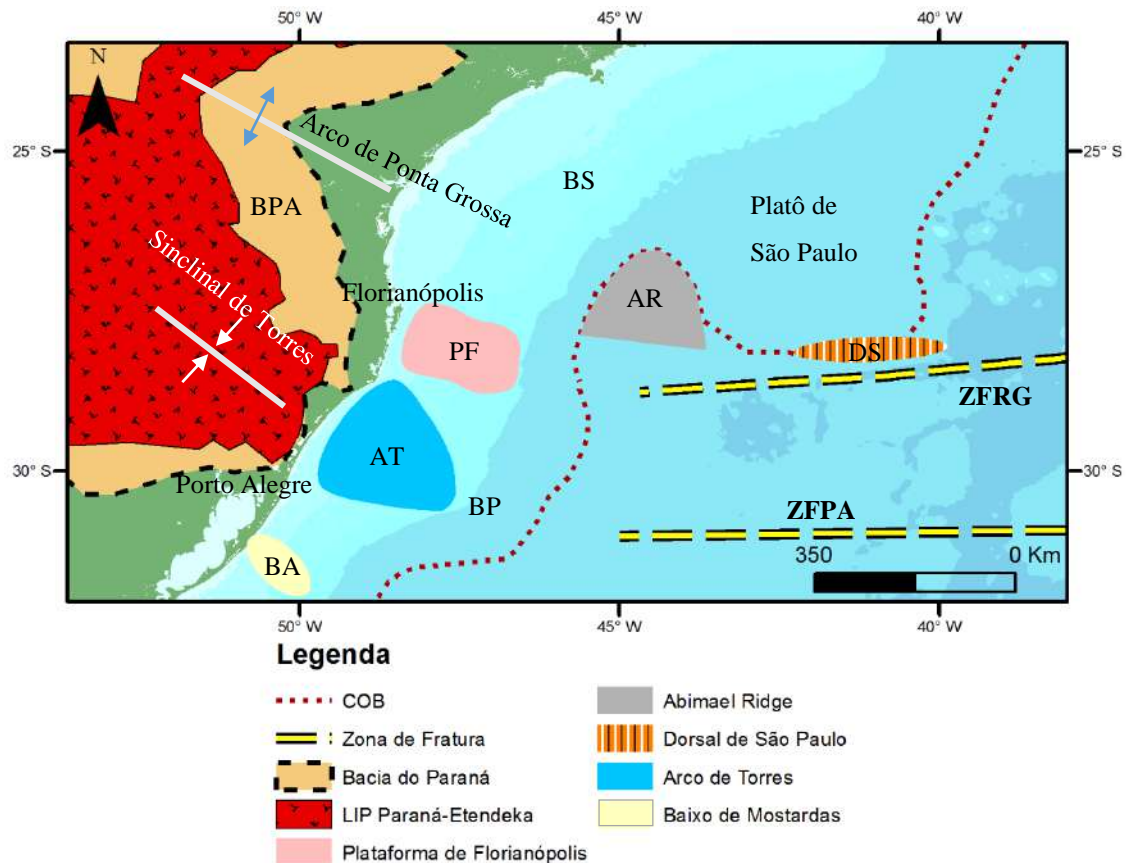 50° W
45° W
40° W
N
25° S
25° S
Arco de Ponta Grossa
BS
BPA
Platô de
São Paulo
Sinclinal de Torres
Florianópolis
AR
PF
DS
ZFRG
AT
30° S
30° S
Porto Alegre
BP
ZFPA
BA
350
0 Km
50° W
45° W
40° W
Legenda
COB
Zona de Fratura
Bacia do Paraná
LIP Paraná-Etendeka
Plataforma de Florianópolis
Abimael Ridge
Dorsal de São Paulo
Arco de Torres
Baixo de Mostardas